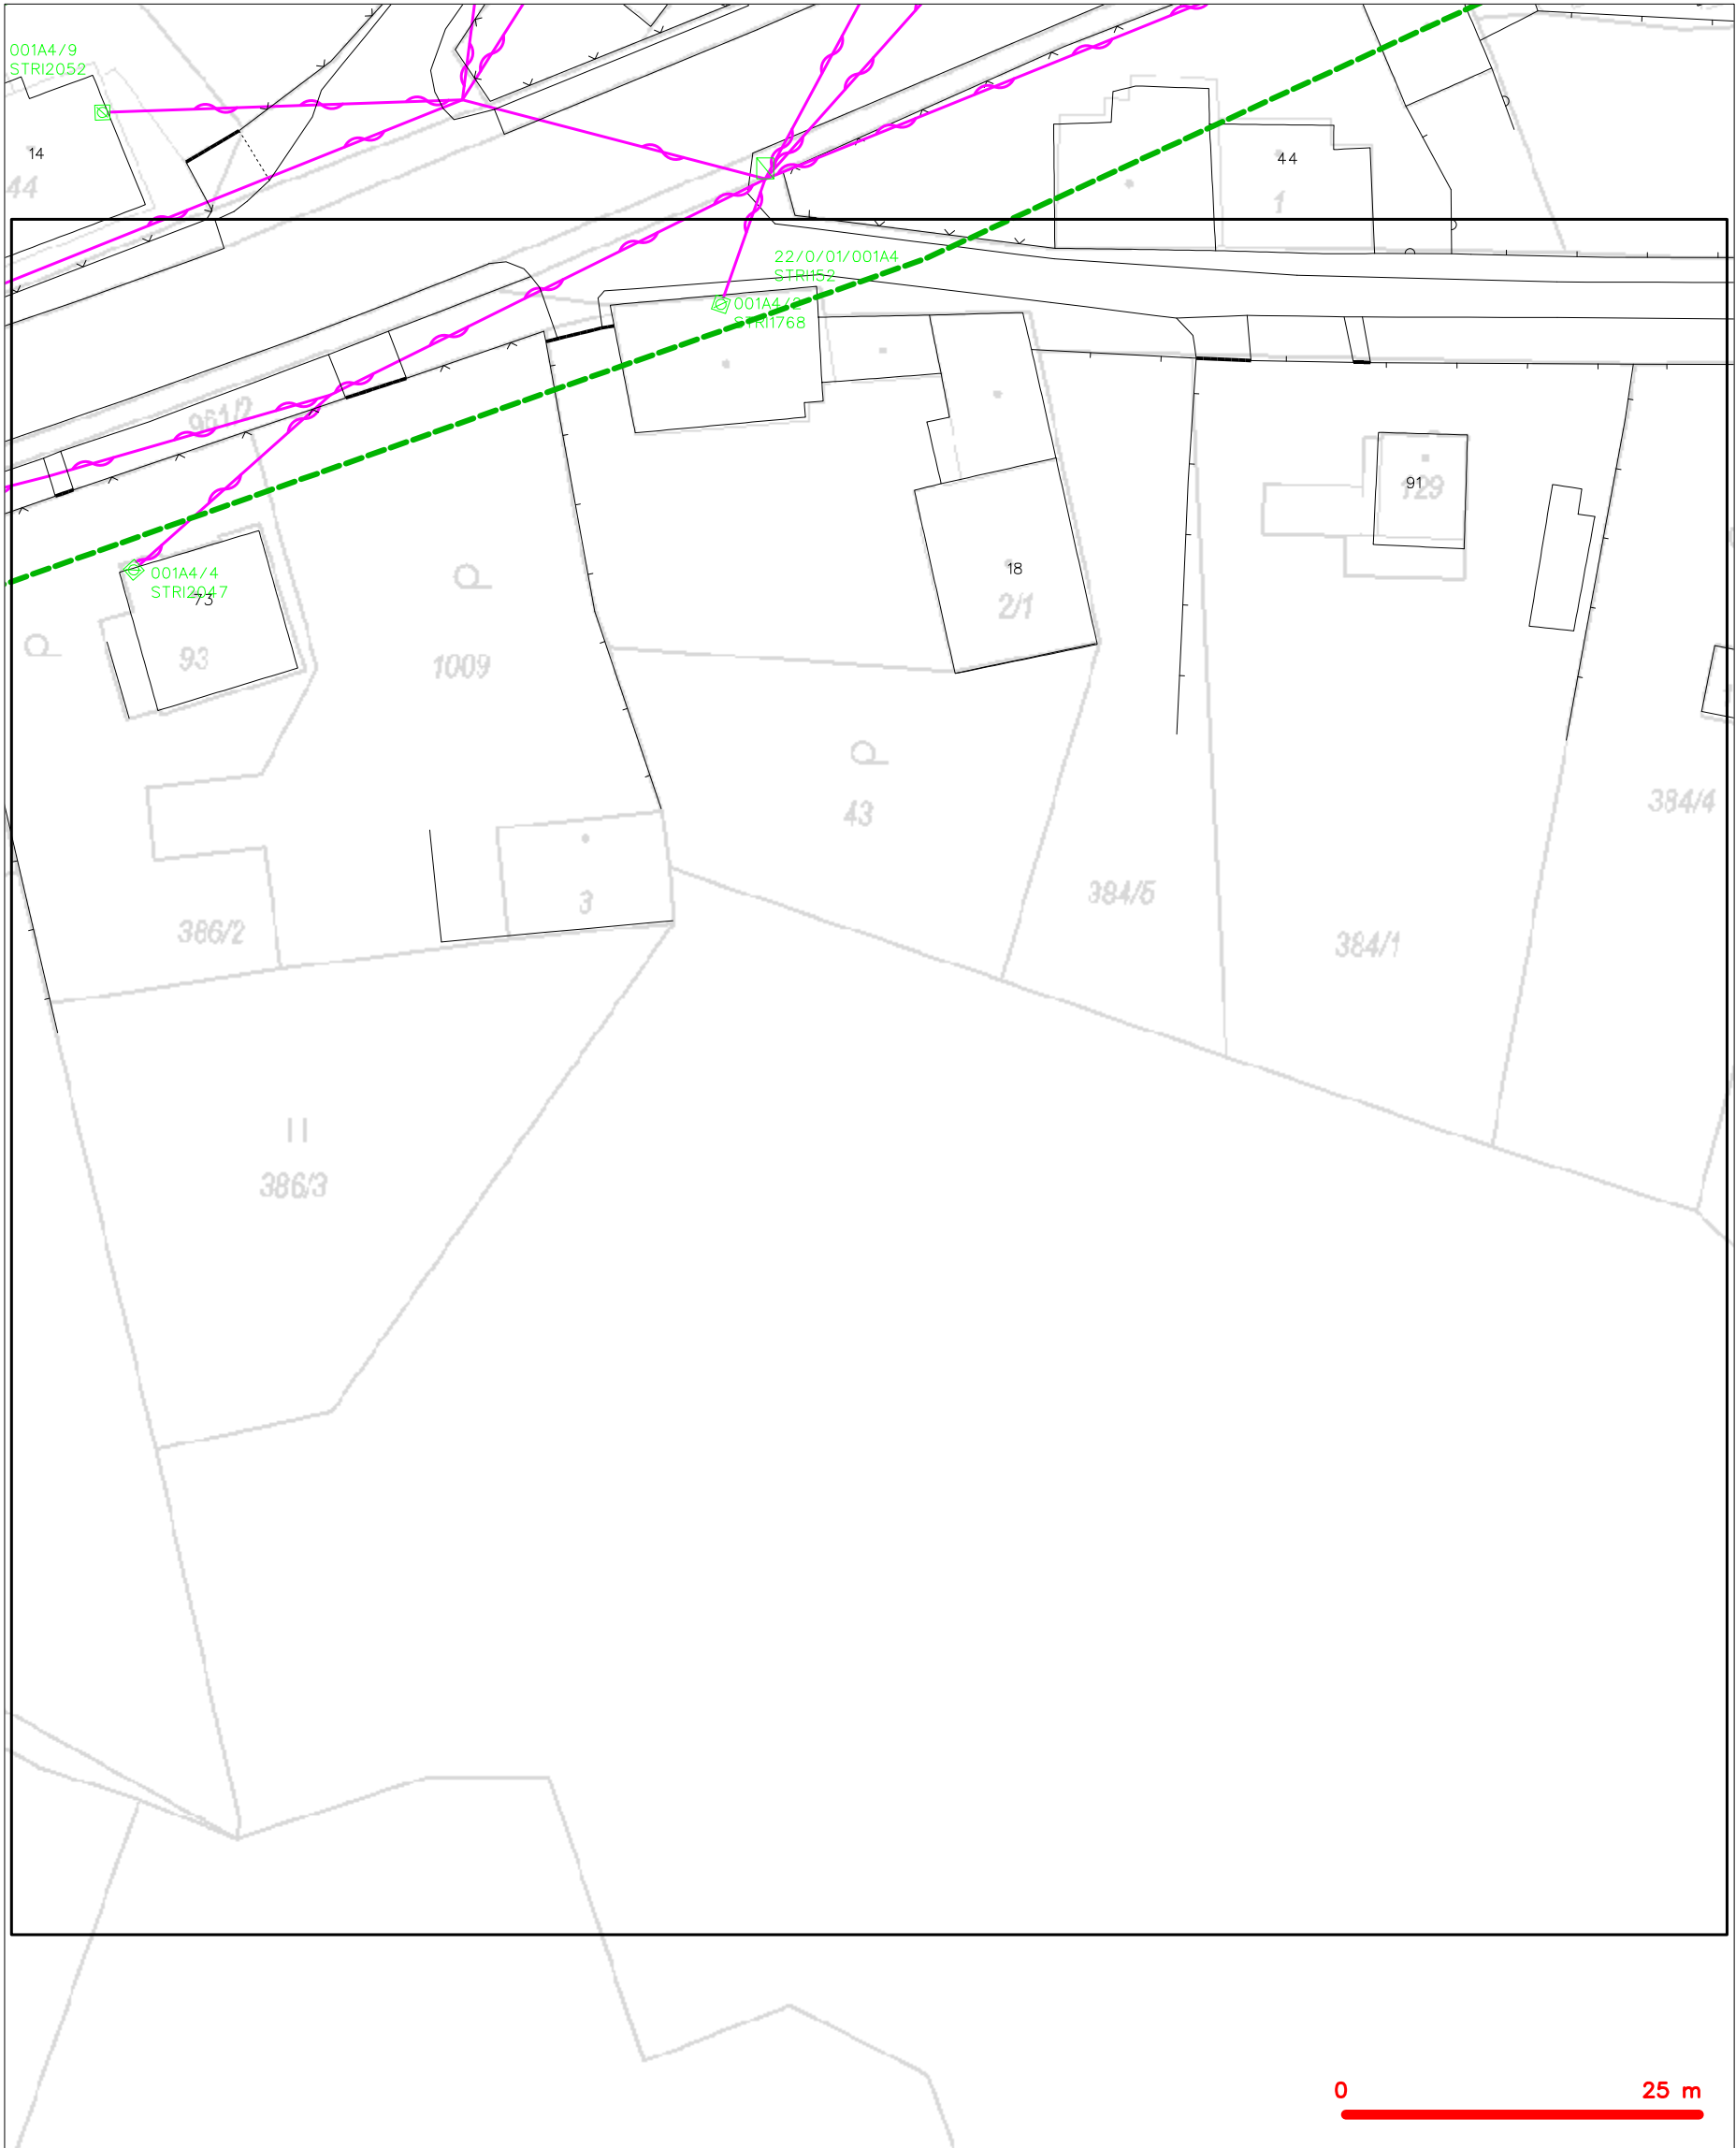 001A4/9
STRI2052
14
44
44
1
22/0/01/001A4
STRI152
001A4/2
STRI1768
961/2
91
129
18
2/1
001A4/4
STRI2047
73
93
1009
43
384/4
3
384/5
386/2
384/1
386/3
0
25 m